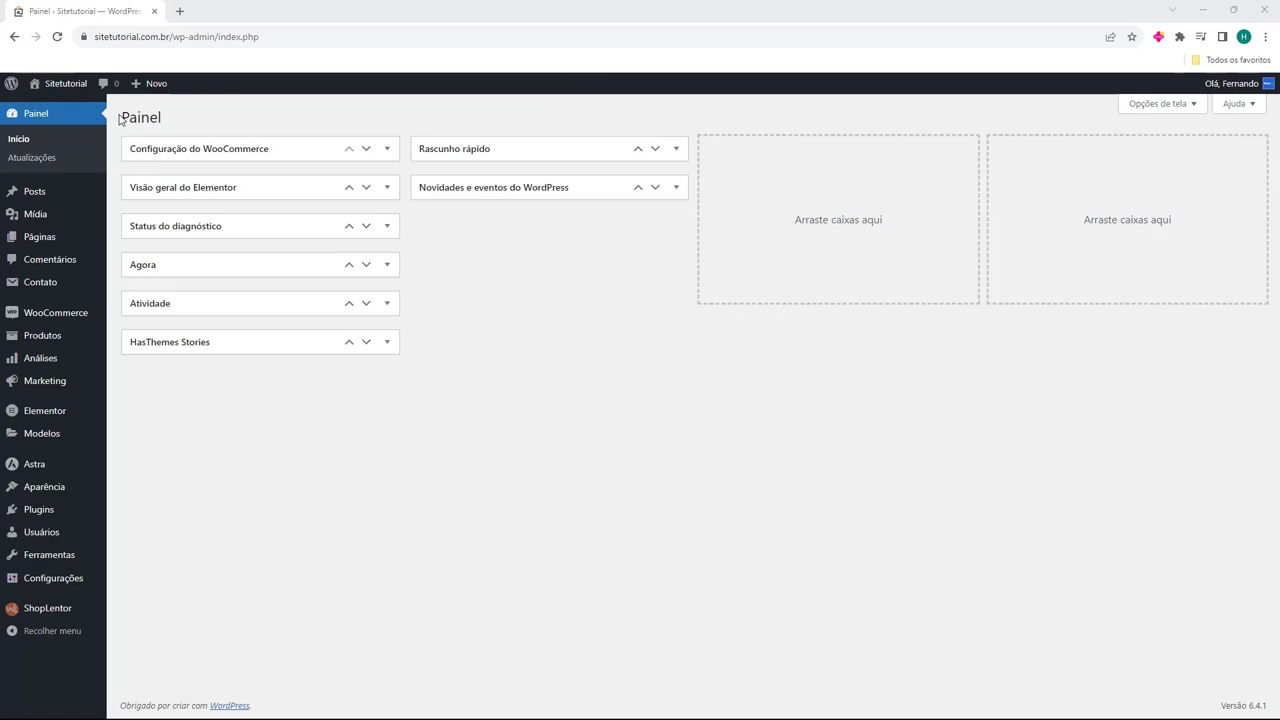 Painel ‹ Sitetutorial — WordPre
sitetutorial.com.br/wp-admin/index.php
H
Todos os favoritos
Sitetutorial
0
Novo
Olá, Fernando
Painel
Início
Atualizações
Posts
Mídia
Páginas
Comentários
Contato
WooCommerce
Produtos
Análises
Marketing
Elementor
Modelos
Astra
Aparência
Plugins
Usuários
Ferramentas
Configurações
ShopLentor
Recolher menu
Opções de tela
Ajuda
Painel
Configuração do WooCommerce
Visão geral do Elementor
Status do diagnóstico
Agora
Atividade
HasThemes Stories
Rascunho rápido
Novidades e eventos do WordPress
Arraste caixas aqui
Arraste caixas aqui
Obrigado por criar com WordPress.
Versão 6.4.1